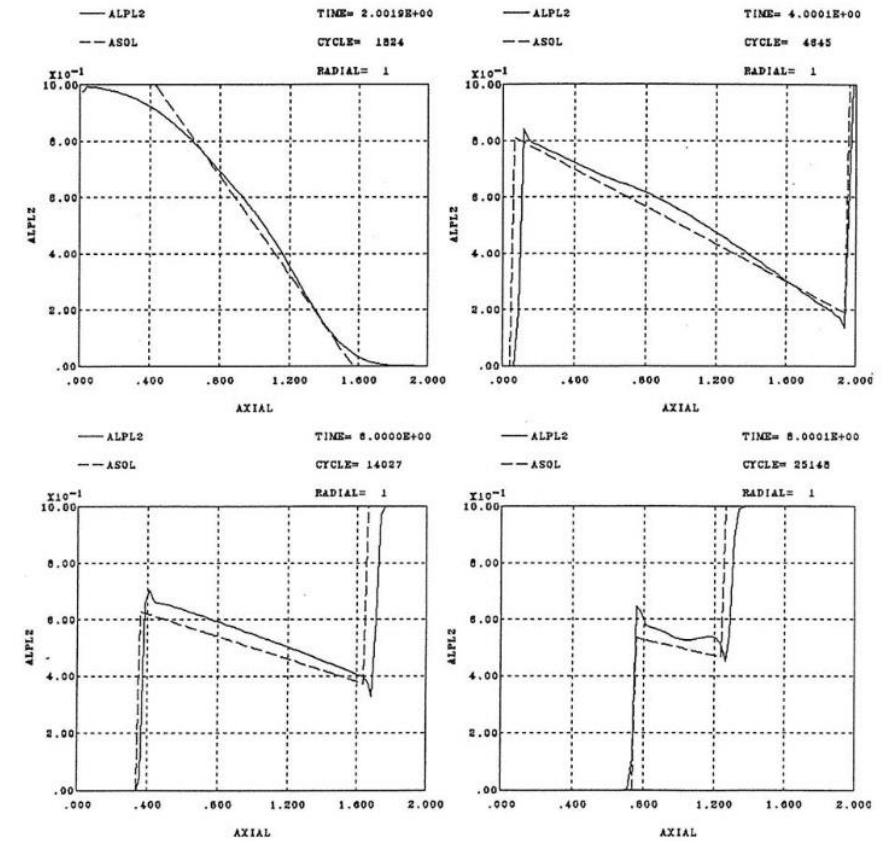 ALPL2 TIME= 2.0019E+00
ASOL CYCLE= 1824
RADIAL= 1
X10-1
10.00
8.00
6.00
4.00
2.00
.00
ALPL2
.000 .400 .800 1.200 1.600 2.000
AXIAL
ALPL2 TIME= 4.0001E+00
ASOL CYCLE= 4645
RADIAL= 1
X10-1
10.00
8.00
6.00
4.00
2.00
.00
ALPL2
.000 .400 .800 1.200 1.600 2.000
AXIAL
ALPL2 TIME= 6.0000E+00
ASOL CYCLE= 14027
RADIAL= 1
X10-1
10.00
8.00
6.00
4.00
2.00
.00
ALPL2
.000 .400 .800 1.200 1.600 2.000
AXIAL
ALPL2 TIME= 8.0001E+00
ASOL CYCLE= 25148
RADIAL= 1
X10-1
10.00
8.00
6.00
4.00
2.00
.00
ALPL2
.000 .400 .800 1.200 1.600 2.000
AXIAL